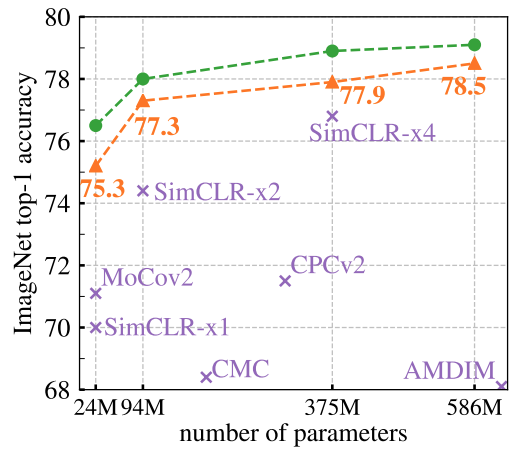 80
78
76
74
72
70
68
ImageNet top-1 accuracy
75.3
77.3
77.9
78.5
SimCLR-x4
SimCLR-x2
MoCov2
CPCv2
SimCLR-x1
CMC
AMDIM
24M 94M 375M 586M
number of parameters